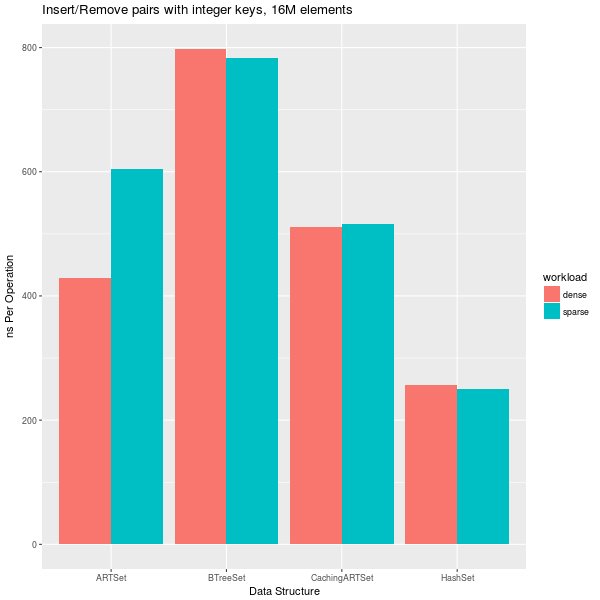 Insert/Remove pairs with integer keys, 16M elements
800
600
400
200
0
ns Per Operation
ARTSet
BTreeSet
CachingARTSet
HashSet
Data Structure
workload
dense
sparse